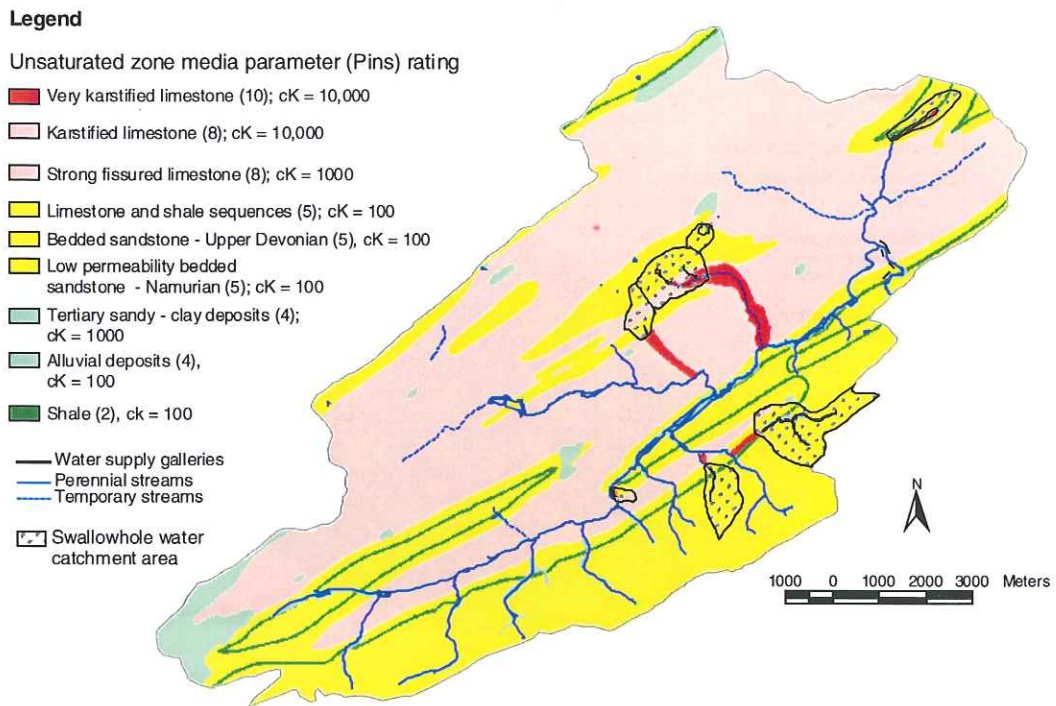 Legend
Unsaturated zone media parameter (Pins) rating
Very karstified limestone (10); cK = 10,000
Karstified limestone (8); cK = 10,000
Strong fissured limestone (8); cK = 1000
Limestone and shale sequences (5); cK = 100
Bedded sandstone - Upper Devonian (5), cK = 100
Low permeability bedded
sandstone - Namurian (5); cK = 100
Tertiary sandy - clay deposits (4);
cK = 1000
Alluvial deposits (4),
cK = 100
Shale (2), ck = 100
Water supply galleries
Perennial streams
Temporary streams
Swallowhole water
catchment area
N
1000 0 1000 2000 3000 Meters